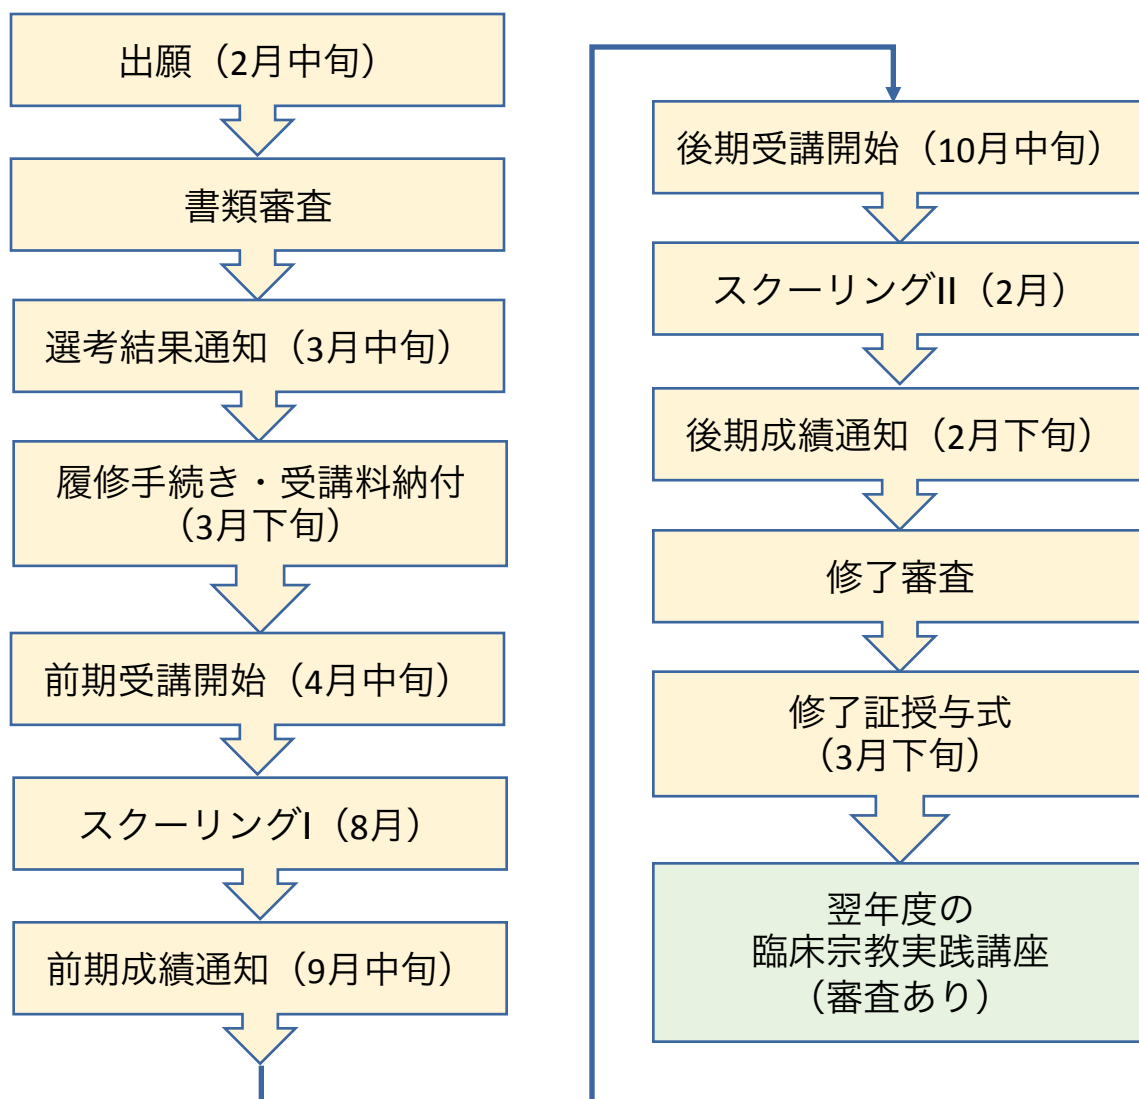 出願（2月中旬）
書類審査
選考結果通知（3月中旬）
履修手続き・受講料納付
（3月下旬）
前期受講開始（4月中旬）
スクーリングI（8月）
前期成績通知（9月中旬）
後期受講開始（10月中旬）
スクーリングII（2月）
後期成績通知（2月下旬）
修了審査
修了証授与式
（3月下旬）
翌年度の
臨床宗教実践講座
（審査あり）